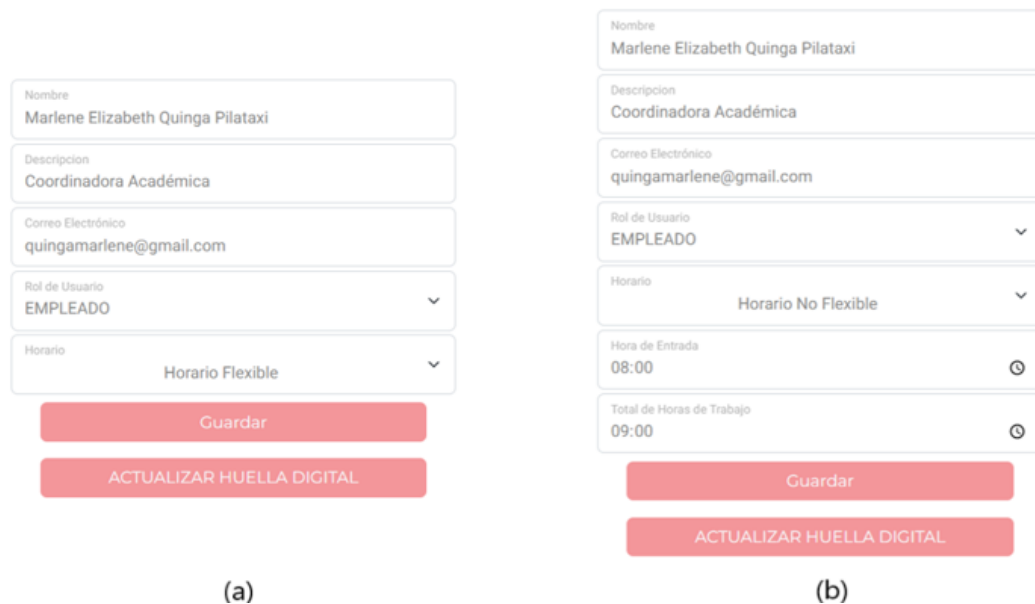 Nombre
Marlene Elizabeth Quinga Pilataxi
Descripcion
Coordinadora Académica
Correo Electrónico
quingamarlene@gmail.com
Rol de Usuario
EMPLEADO
Horario
Horario Flexible
Guardar
ACTUALIZAR HUELLA DIGITAL
(a)
Nombre
Marlene Elizabeth Quinga Pilataxi
Descripcion
Coordinadora Académica
Correo Electrónico
quingamarlene@gmail.com
Rol de Usuario
EMPLEADO
Horario
Horario No Flexible
Hora de Entrada
08:00
Total de Horas de Trabajo
09:00
Guardar
ACTUALIZAR HUELLA DIGITAL
(b)